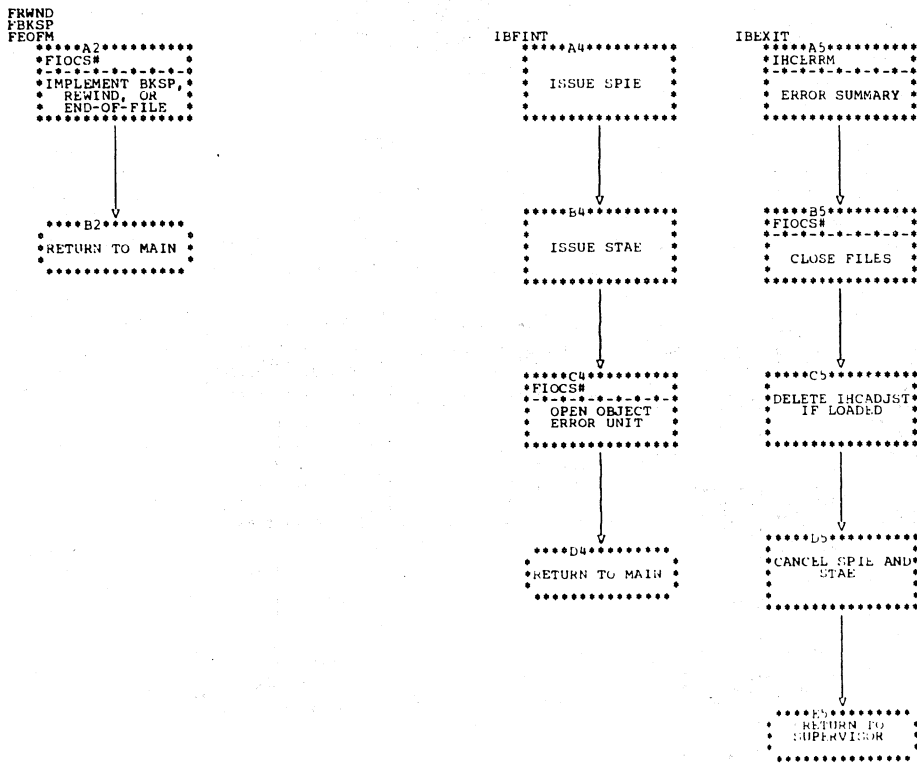 FRWND
FBKSP
FEOFM
A2
FIOCS#
IMPLEMENT BKSP,
REWIND, OR
END-OF-FILE
B2
RETURN TO MAIN
IBFINT
A4
ISSUE SPIE
B4
ISSUE STAE
C4
FIOCS#
OPEN OBJECT
ERROR UNIT
D4
RETURN TO MAIN
IBEXIT
A5
IHCERRM
ERROR SUMMARY
B5
FIOCS#
CLOSE FILES
C5
DELETE IHCADJST
IF LOADED
D5
CANCEL SPIE AND
STAE
E5
RETURN TO
SUPERVISOR